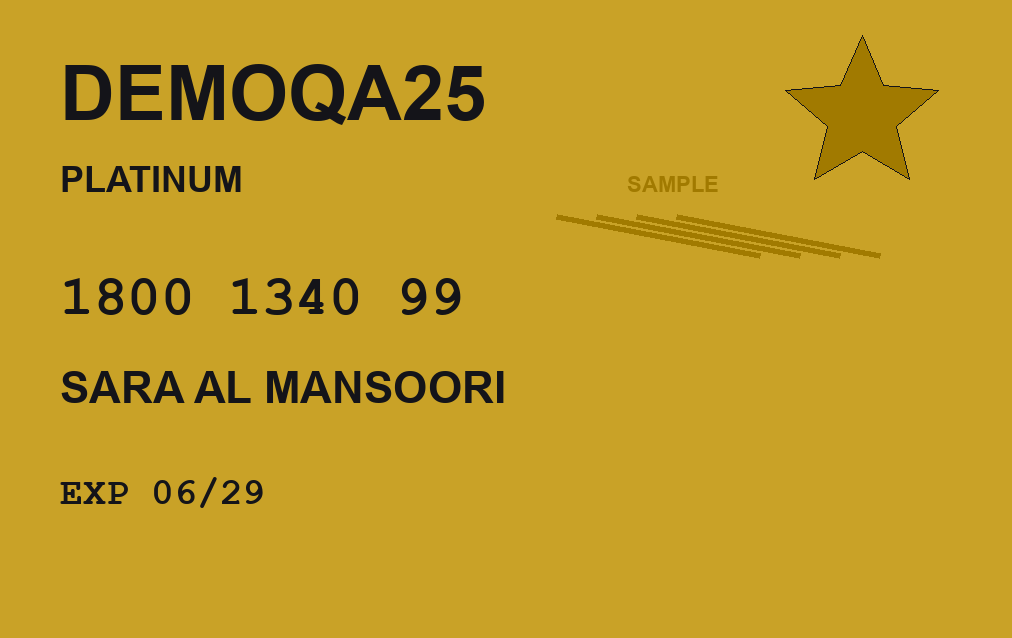 DEMOQA25
PLATINUM
SAMPLE
1800 1340 99
SARA AL MANSOORI
EXP 06/29